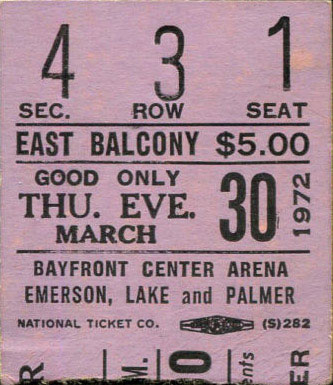 4 3 1
SEC. ROW SEAT
EAST BALCONY $5.00
GOOD ONLY
THU. EVE. 30 1972
MARCH
BAYFRONT CENTER ARENA
EMERSON, LAKE and PALMER
NATIONAL TICKET CO. (S)282